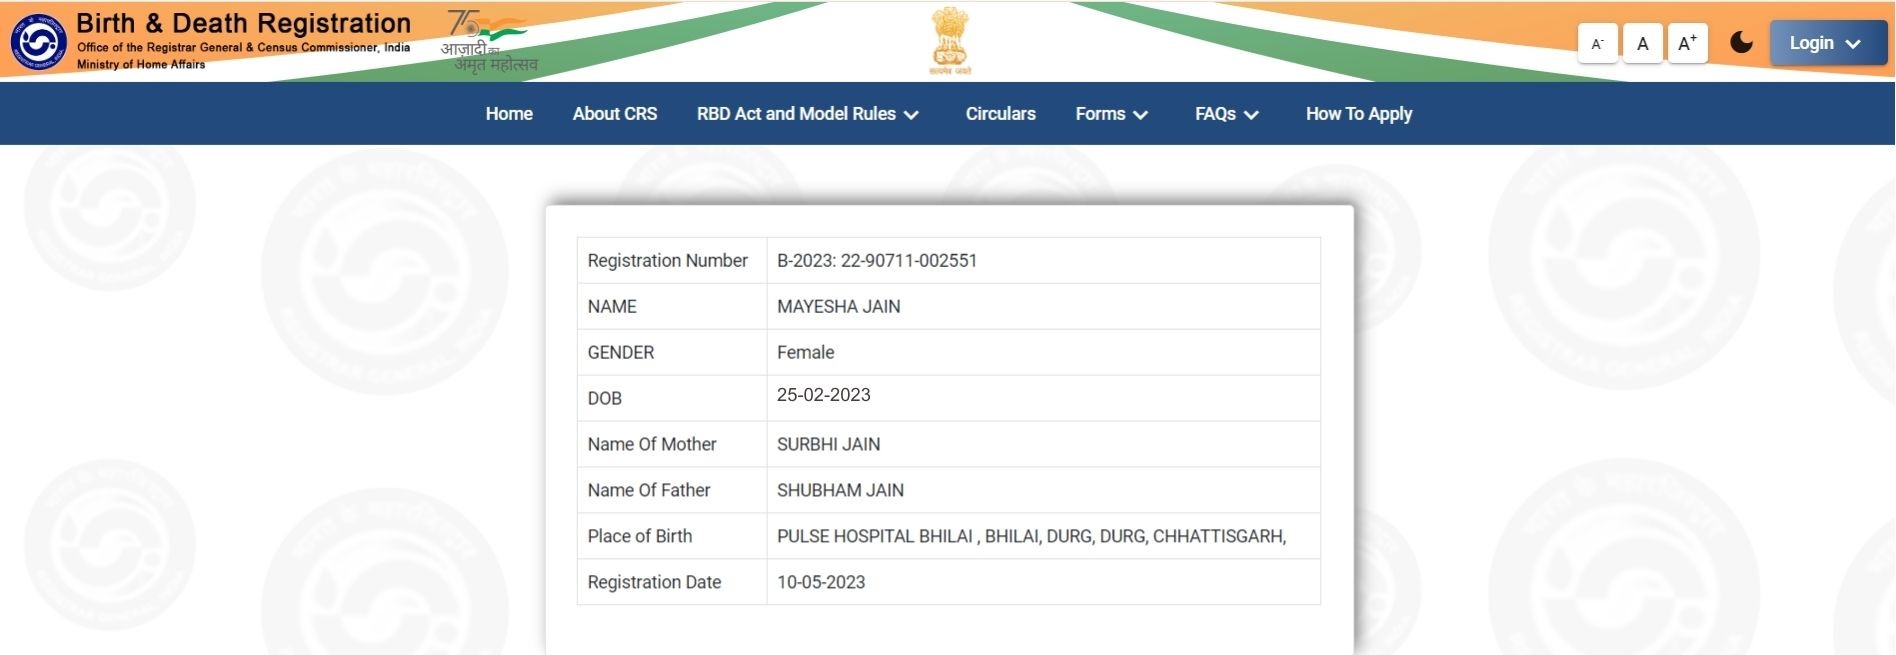 Birth & Death Registration
Office of the Registrar General & Census Commissioner, India
Ministry of Home Affairs
75
आज़ादी का
अमृत महोत्सव
सत्यमेव जयते
A-
A
A+
Login
Home
About CRS
RBD Act and Model Rules
Circulars
Forms
FAQs
How To Apply
Registration Number B-2023: 22-90711-002551
NAME MAYESHA JAIN
GENDER Female
DOB 25-02-2023
Name Of Mother SURBHI JAIN
Name Of Father SHUBHAM JAIN
Place of Birth PULSE HOSPITAL BHILAI , BHILAI, DURG, DURG, CHHATTISGARH,
Registration Date 10-05-2023